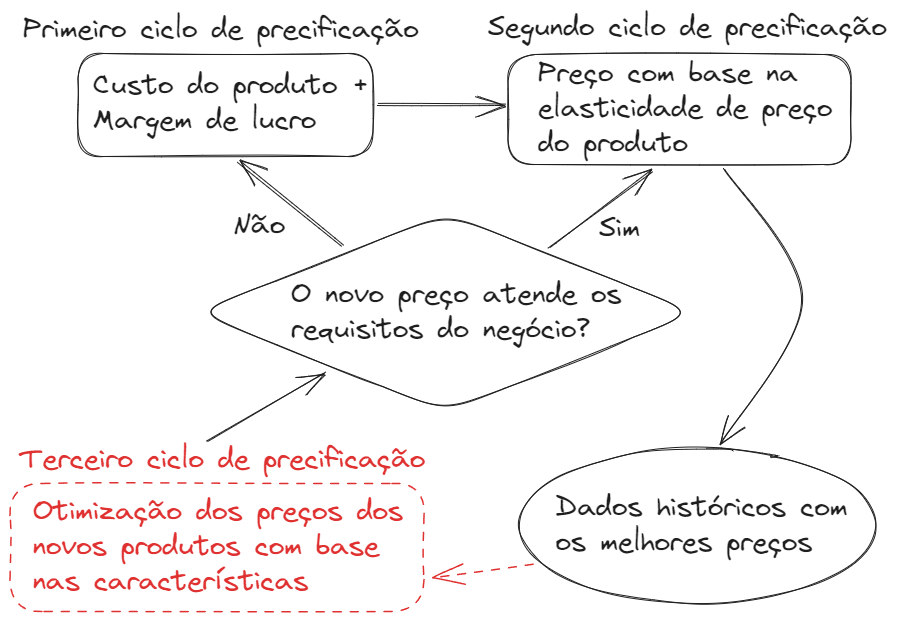 Primeiro ciclo de precificação
Segundo ciclo de precificação
Custo do produto +
Margem de lucro
Preço com base na
elasticidade de preço
do produto
Não
Sim
O novo preço atende os
requisitos do negócio?
Terceiro ciclo de precificação
Otimização dos preços dos
novos produtos com base
nas características
Dados históricos com
os melhores preços